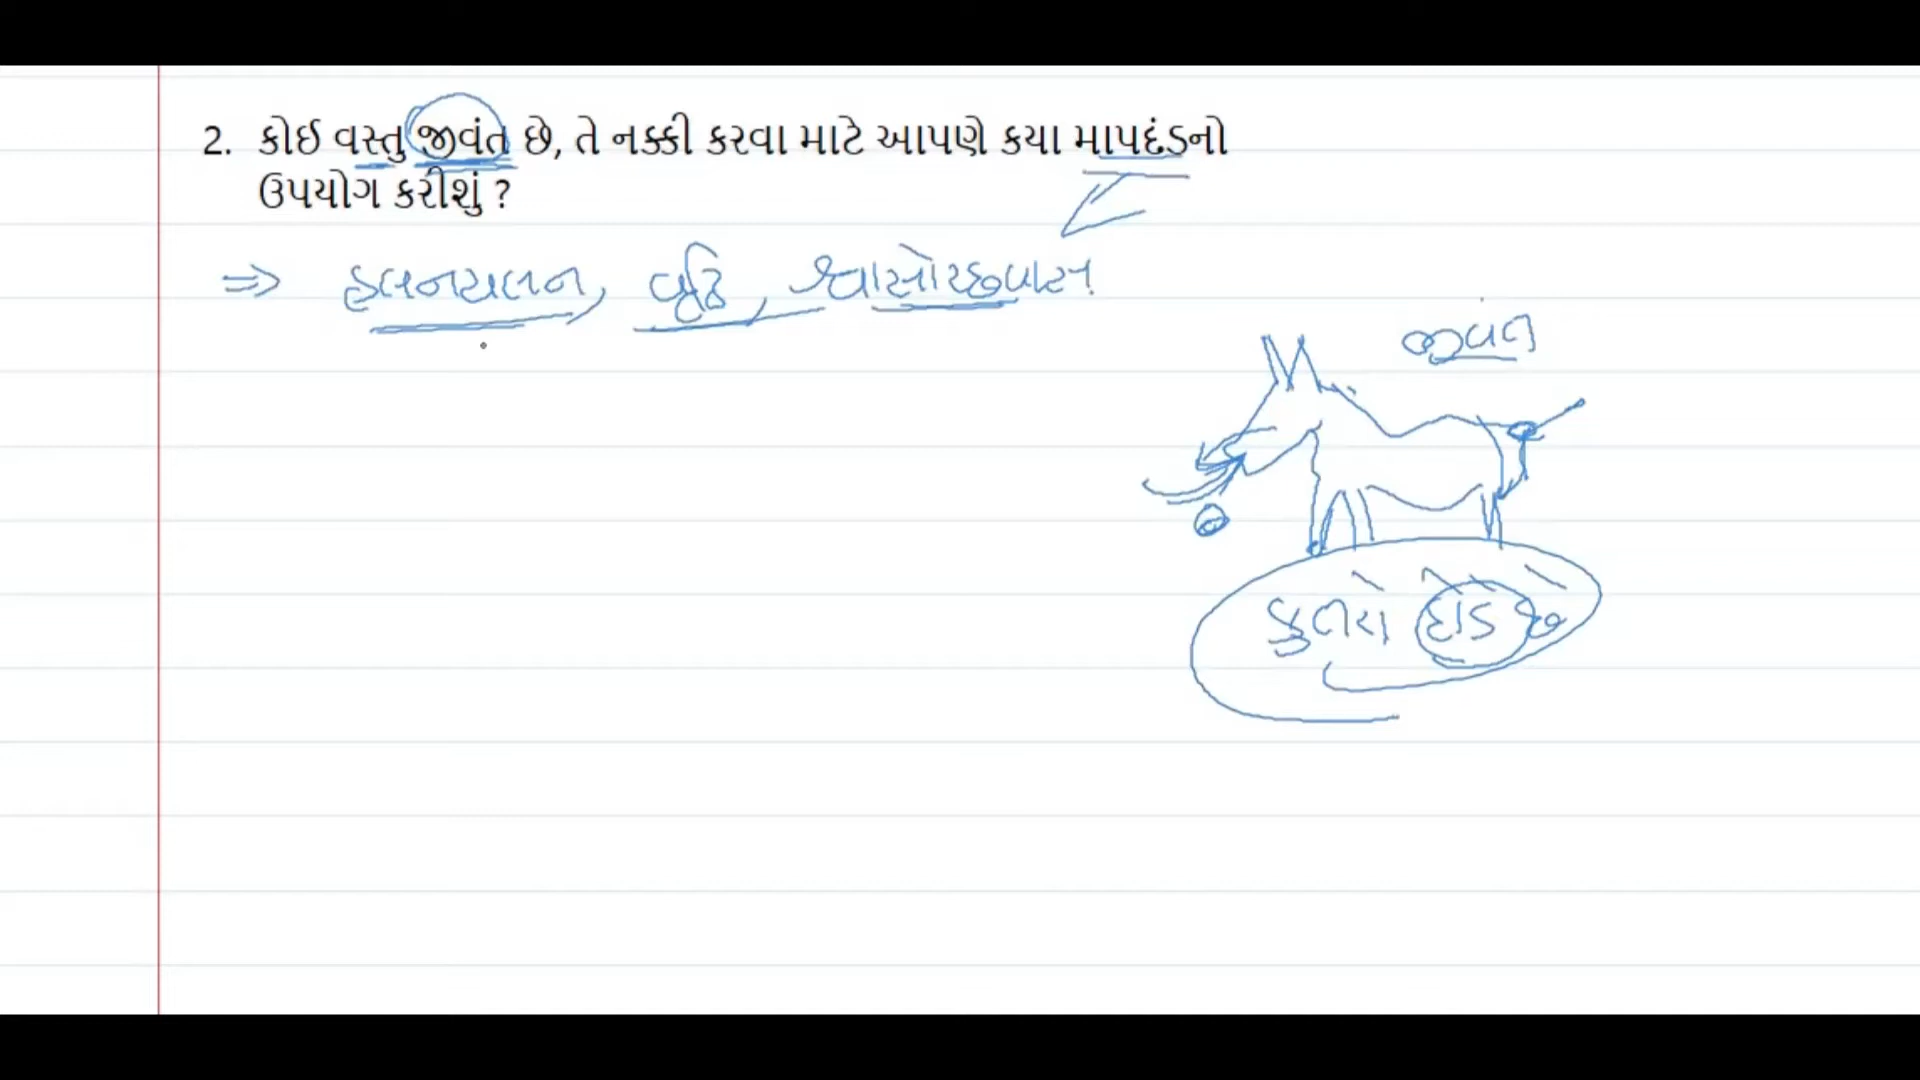 2. કોઈ વસ્તુ જીવંત છે, તે નક્કી કરવા માટે આપણે કયા માપદંડનો
ઉપયોગ કરીશું ?
⇒ હલનચલન, વૃદ્ધિ, શ્વાસોચ્છવાસ
જીવંત
કુતરો દોડે છે